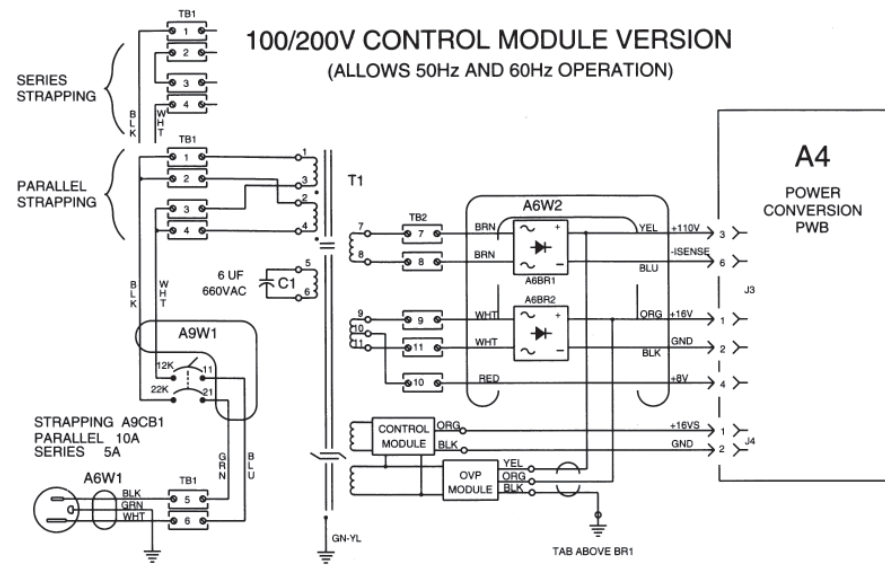 100/200V CONTROL MODULE VERSION
(ALLOWS 50Hz AND 60Hz OPERATION)
TB1
1
2
3
4
SERIES
STRAPPING
BLK
WHT
TB1
1
2
3
4
PARALLEL
STRAPPING
1
3
2
4
T1
5
6
6 UF
660VAC
C1
BLK
WHT
A9W1
12K
11
22K
21
STRAPPING A9CB1
PARALLEL 10A
SERIES 5A
GRN
BLU
A6W1
BLK
GRN
WHT
TB1
5
6
GN-YL
7
8
TB2
7
8
BRN
BRN
A6W2
A6BR1
+
−
YEL
BLU
+110V
-ISENSE
3
6
9
10
11
9
11
10
WHT
WHT
RED
A6BR2
+
−
ORG
BLK
+16V
GND
+8V
J3
1
2
4
CONTROL
MODULE
ORG
BLK
+16VS
GND
1
2
J4
OVP
MODULE
YEL
ORG
BLK
TAB ABOVE BR1
A4
POWER
CONVERSION
PWB